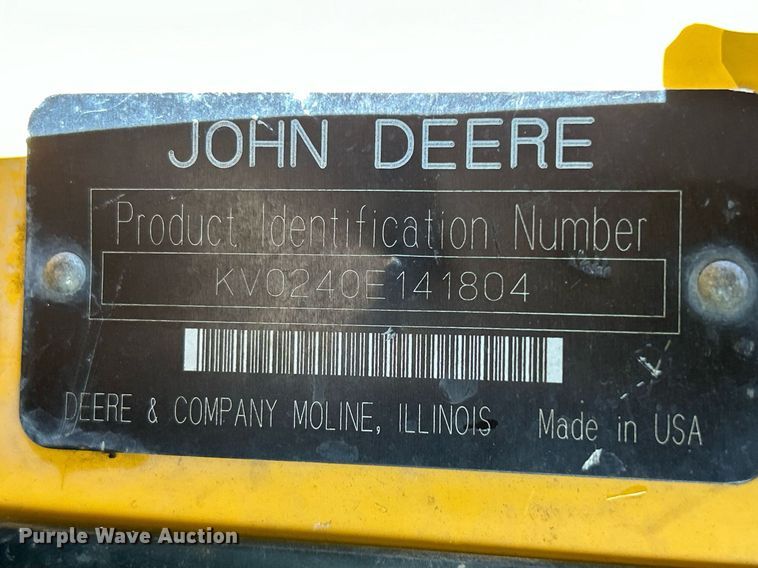 JOHN DEERE
Product Identification Number
KV0240E141804
DEERE & COMPANY MOLINE, ILLINOIS Made in USA
Purple Wave Auction